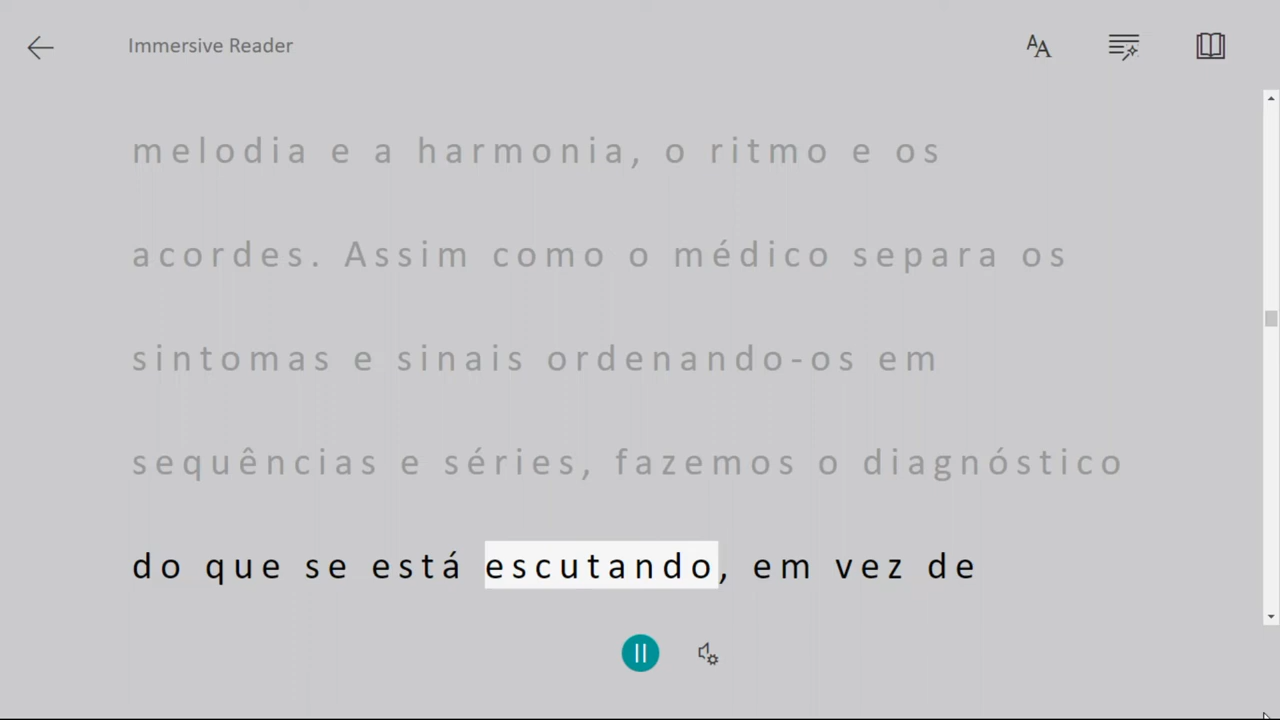 Immersive Reader
melodia e a harmonia, o ritmo e os
acordes. Assim como o médico separa os
sintomas e sinais ordenando-os em
sequências e séries, fazemos o diagnóstico
do que se está escutando, em vez de